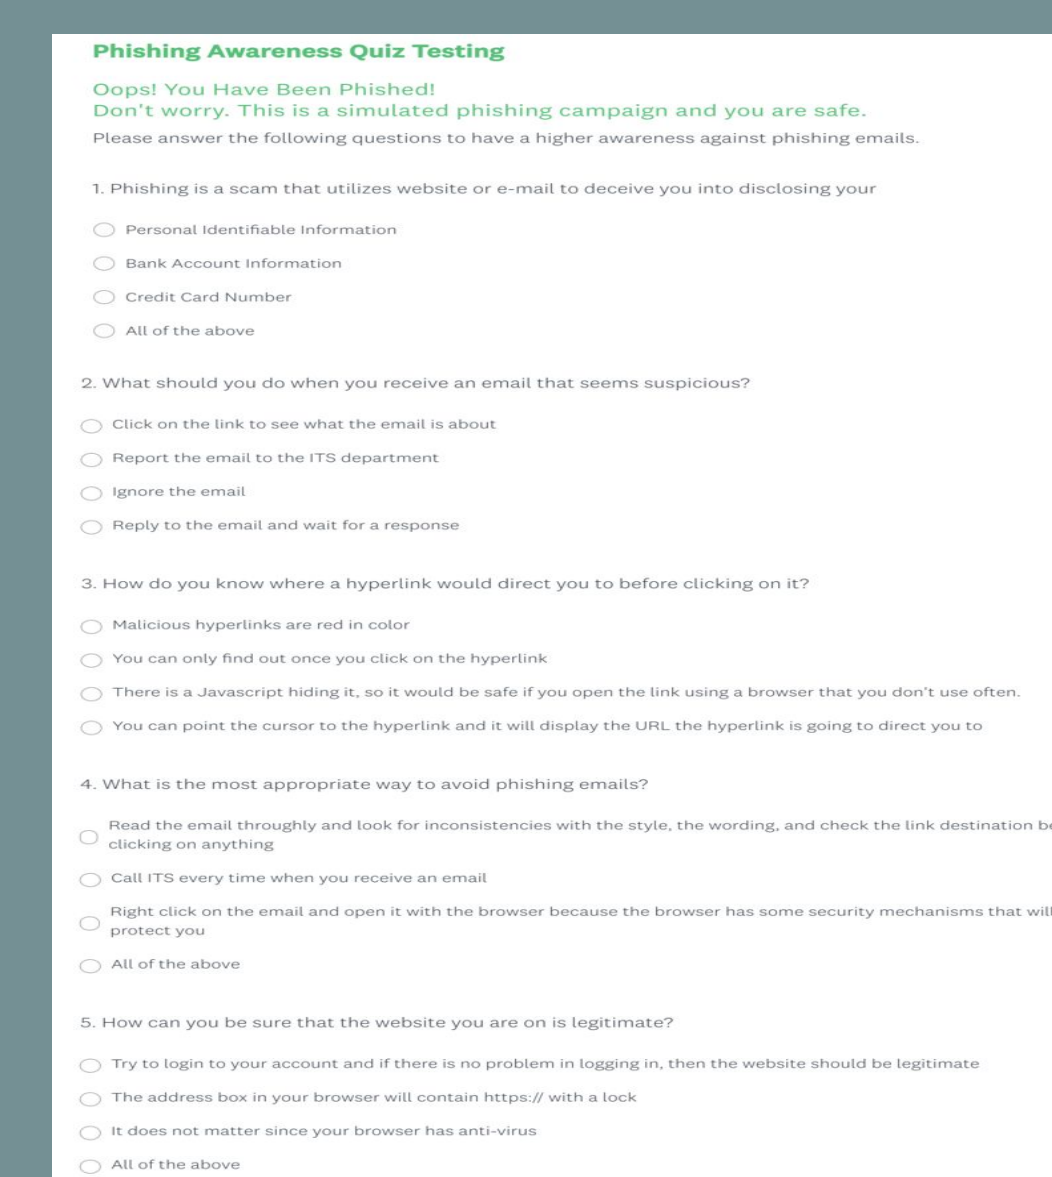 Phishing Awareness Quiz Testing
Oops! You Have Been Phished!
Don't worry. This is a simulated phishing campaign and you are safe.
Please answer the following questions to have a higher awareness against phishing emails.
1. Phishing is a scam that utilizes website or e-mail to deceive you into disclosing your
Personal Identifiable Information
Bank Account Information
Credit Card Number
All of the above
2. What should you do when you receive an email that seems suspicious?
Click on the link to see what the email is about
Report the email to the ITS department
Ignore the email
Reply to the email and wait for a response
3. How do you know where a hyperlink would direct you to before clicking on it?
Malicious hyperlinks are red in color
You can only find out once you click on the hyperlink
There is a Javascript hiding it, so it would be safe if you open the link using a browser that you don't use often.
You can point the cursor to the hyperlink and it will display the URL the hyperlink is going to direct you to
4. What is the most appropriate way to avoid phishing emails?
Read the email throughly and look for inconsistencies with the style, the wording, and check the link destination
clicking on anything
Call ITS every time when you receive an email
Right click on the email and open it with the browser because the browser has some security mechanisms that will
protect you
All of the above
5. How can you be sure that the website you are on is legitimate?
Try to login to your account and if there is no problem in logging in, then the website should be legitimate
The address box in your browser will contain https:// with a lock
It does not matter since your browser has anti-virus
All of the above